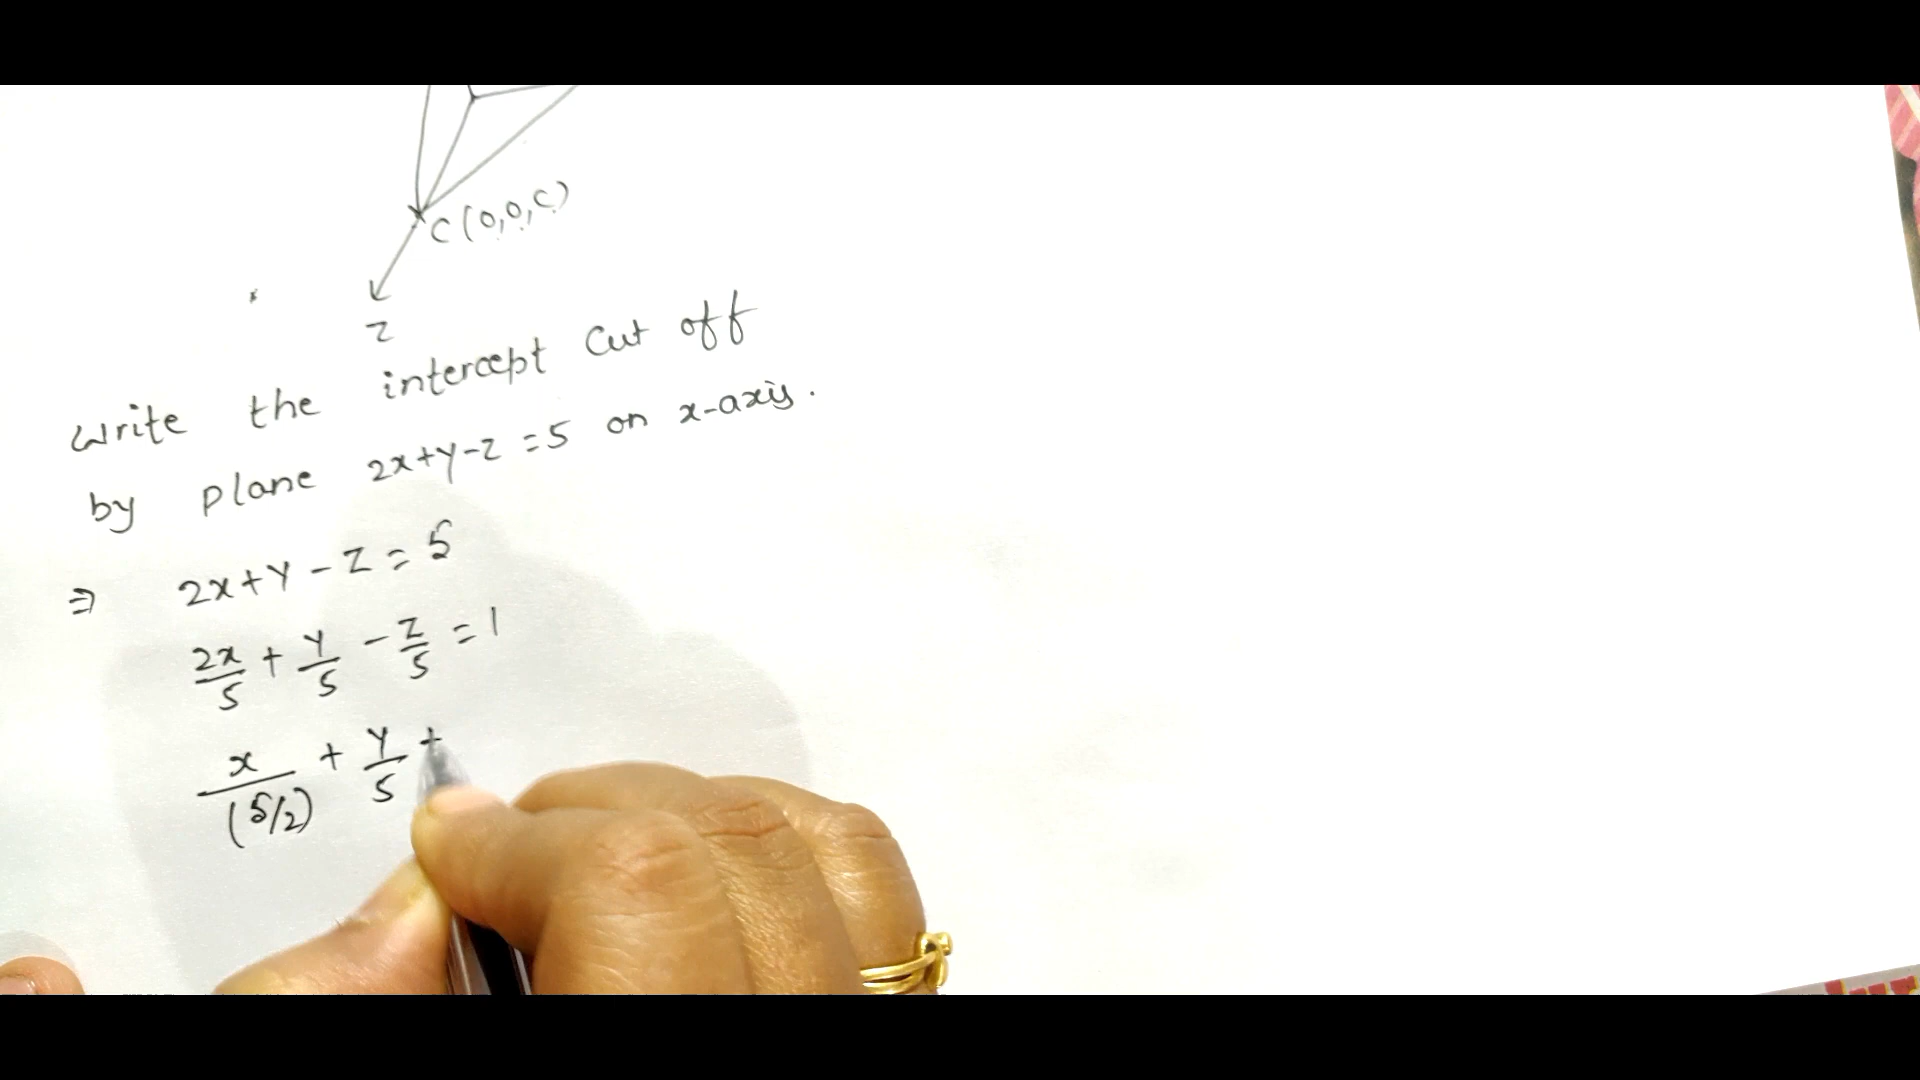 C(0,0,C)
Z
Write the intercept Cut off
by plane 2x+y-z=5 on x-axis.
⇒ 2x+y-z=5
2x/5 + y/5 - z/5 = 1
x/(5/2) + y/5 +